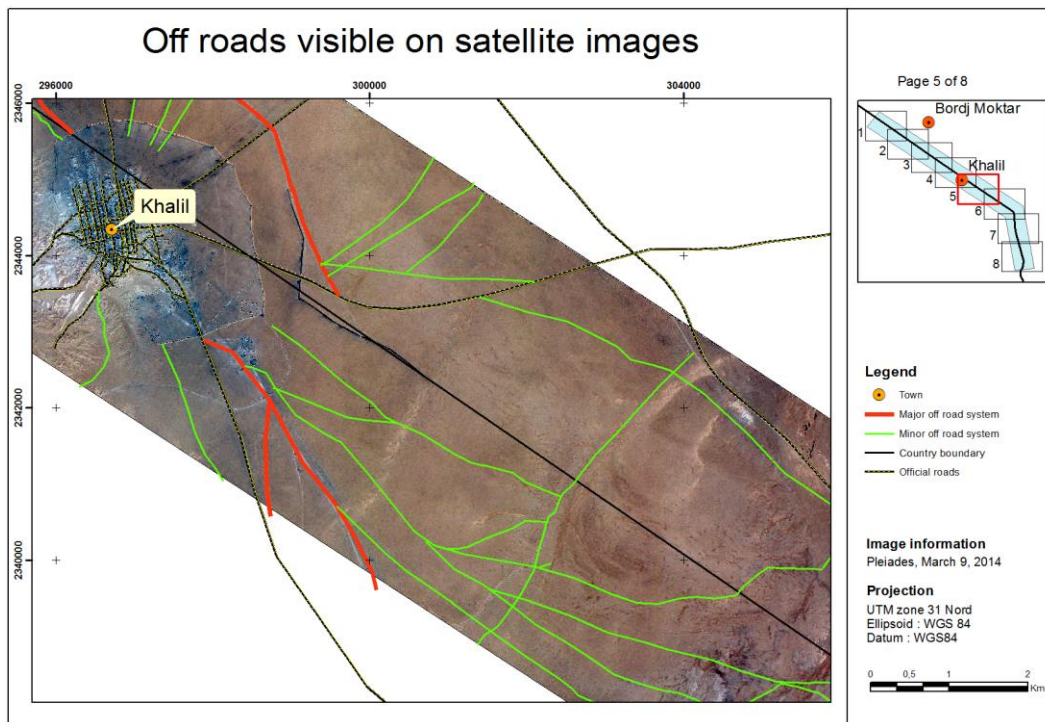 Off roads visible on satellite images
296000
300000
304000
2346000
2344000
2342000
2340000
Khalil
Page 5 of 8
Bordj Moktar
Khalil
1
2
3
4
5
6
7
8
Legend
Town
Major off road system
Minor off road system
Country boundary
Official roads
Image information
Pleiades, March 9, 2014
Projection
UTM zone 31 Nord
Ellipsoid : WGS 84
Datum : WGS84
0 0,5 1 2
Km